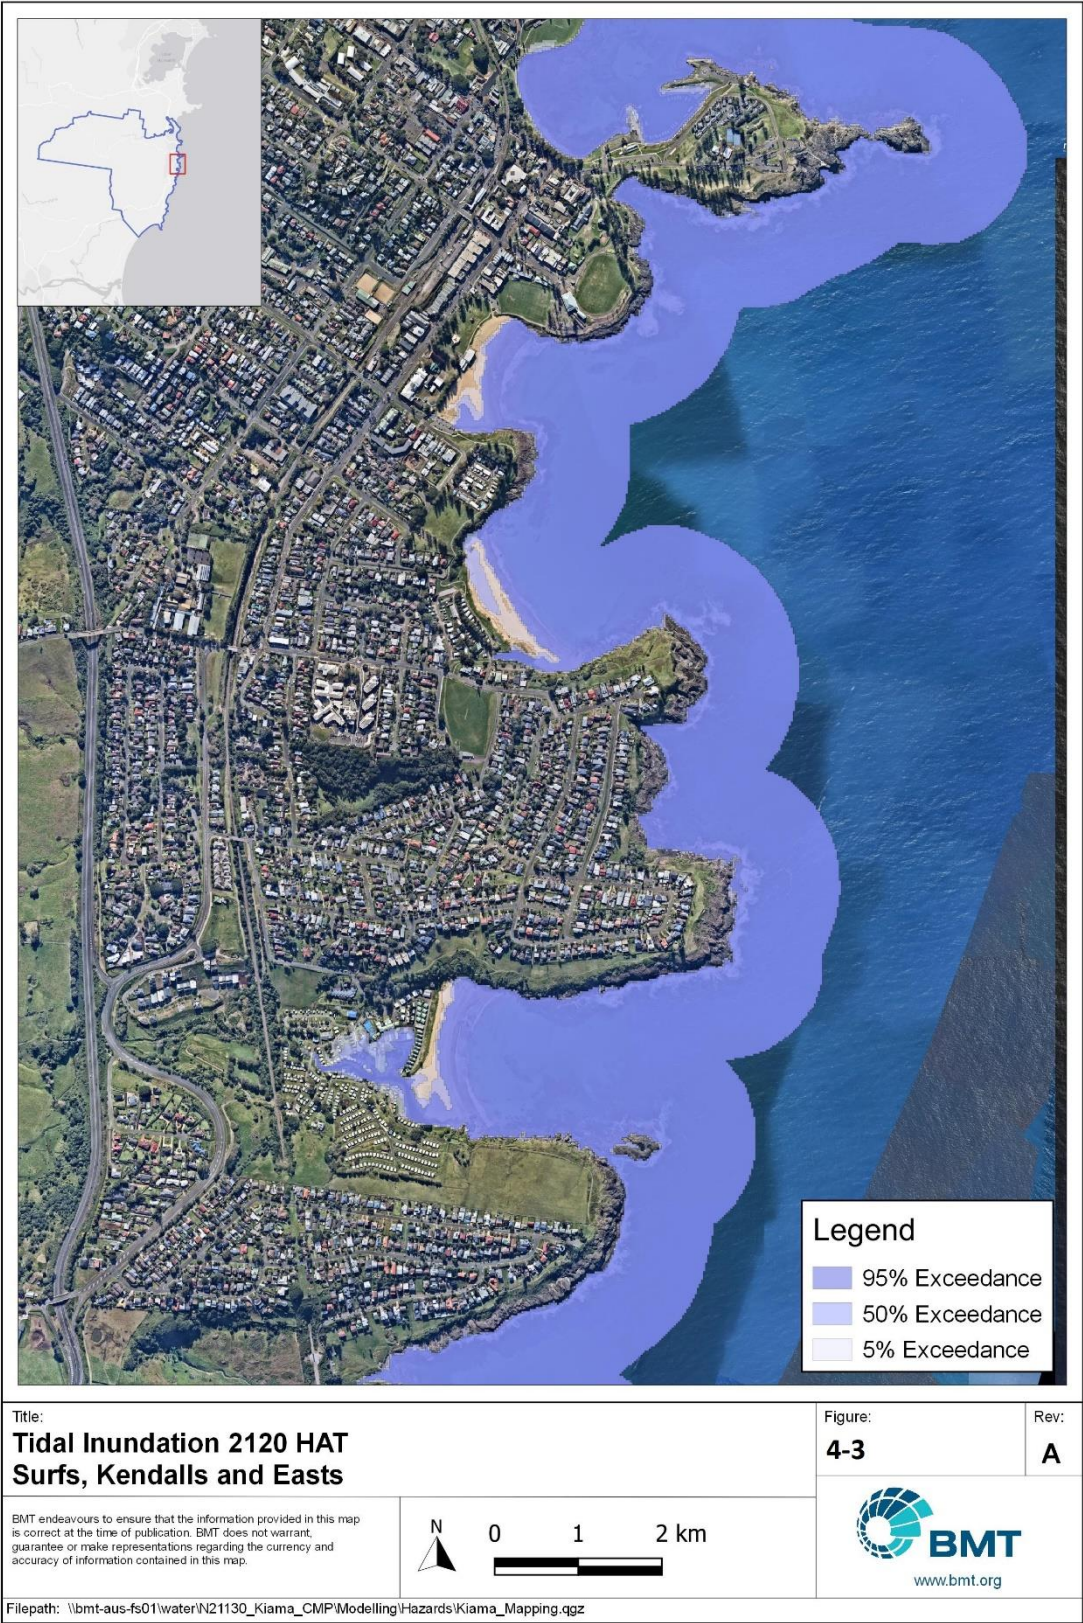 Legend
95% Exceedance
50% Exceedance
5% Exceedance
Title:
Tidal Inundation 2120 HAT
Surfs, Kendalls and Easts
Figure:
4-3
Rev:
A
BMT endeavours to ensure that the information provided in this map
is correct at the time of publication. BMT does not warrant,
guarantee or make representations regarding the currency and
accuracy of information contained in this map.
N
0 1 2 km
BMT
www.bmt.org
Filepath: \\bmt-aus-fs01\water\N21130_Kiama_CMP\Modelling\Hazards\Kiama_Mapping.qgz